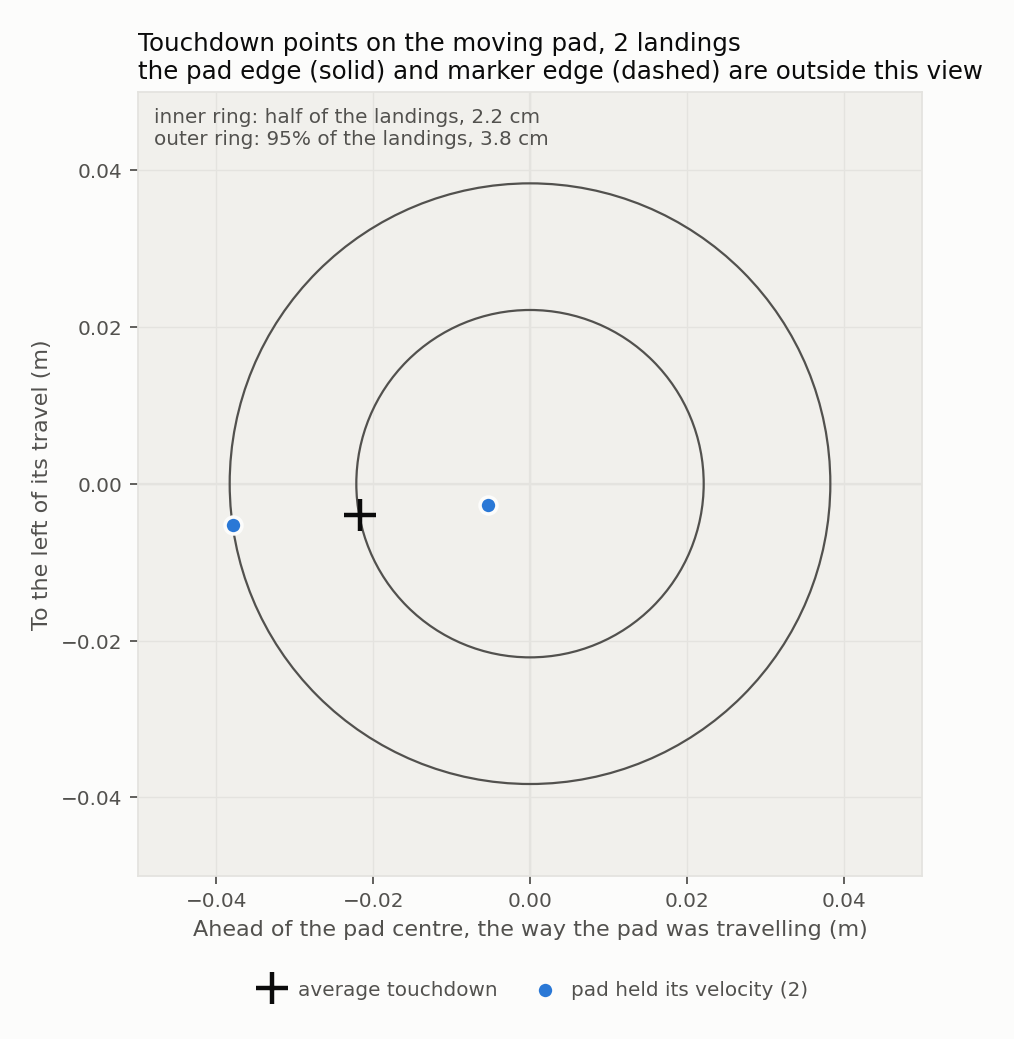 Touchdown points on the moving pad, 2 landings
the pad edge (solid) and marker edge (dashed) are outside this view
inner ring: half of the landings, 2.2 cm
outer ring: 95% of the landings, 3.8 cm
0.04
0.02
0.00
−0.02
−0.04
To the left of its travel (m)
−0.04
−0.02
0.00
0.02
0.04
Ahead of the pad centre, the way the pad was travelling (m)
average touchdown
pad held its velocity (2)